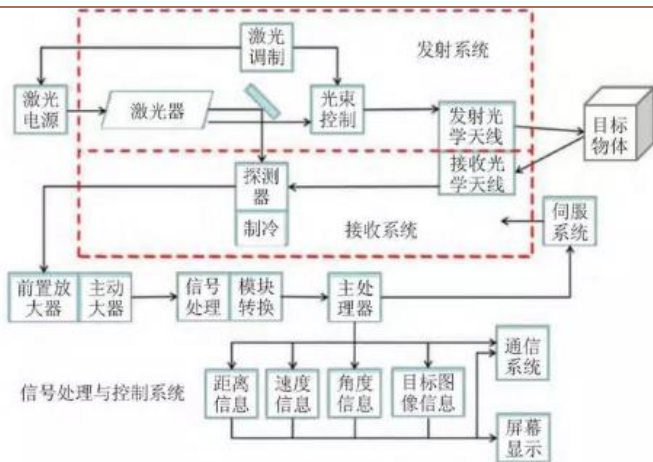 激光
调制
发射系统
激光
电源
激光器
光束
控制
发射光
学天线
目标
物体
接收光
学天线
探测
器
制冷
接收系统
伺服
系统
前置放
大器
主动
大器
信号
处理
模块
转换
主处
理器
通信
系统
信号处理与控制系统
距离
信息
速度
信息
角度
信息
目标图
像信息
屏幕
显示